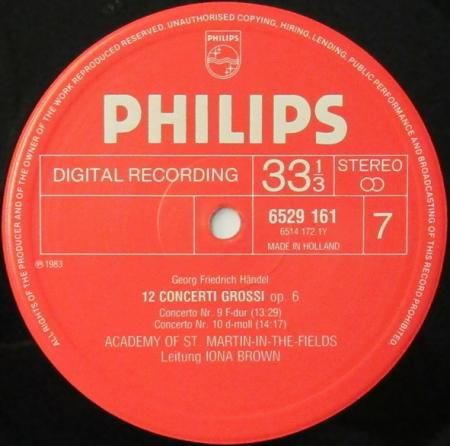 ALL RIGHTS OF THE PRODUCER AND OF THE OWNER OF THE WORK REPRODUCED RESERVED. UNAUTHORISED COPYING, HIRING, LENDING, PUBLIC PERFORMANCE AND BROADCASTING OF THIS RECORD PROHIBITED.
PHILIPS
PHILIPS
DIGITAL RECORDING
33 1/3
STEREO
6529 161
6514 172.1Y
MADE IN HOLLAND
7
℗1983
Georg Friedrich Händel
12 CONCERTI GROSSI op. 6
Concerto Nr. 9 F-dur (13:29)
Concerto Nr. 10 d-moll (14:17)
ACADEMY OF ST. MARTIN-IN-THE-FIELDS
Leitung IONA BROWN